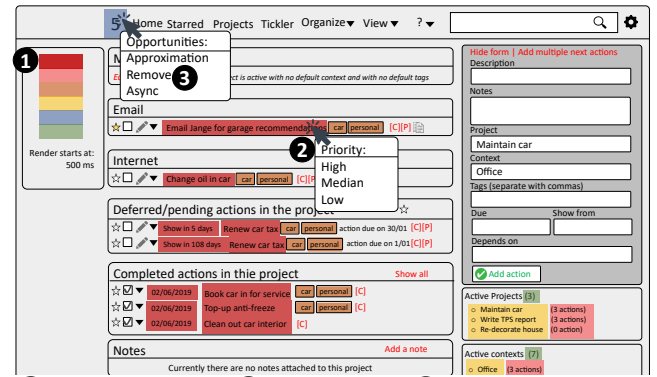 5 Home Starred Projects Tickler Organize▾ View ▾ ? ▾
1
Render starts at:
500 ms
Opportunities:
Approximation
Remove
Async
3
M
Ed
ect is active with no default context and with no default tags
Email
Email Jange for garage recommendations car personal [C][P]
2
Priority:
High
Median
Low
Internet
Change oil in car car personal [C][P]
Deferred/pending actions in the project
Show in 5 days Renew car tax car personal action due on 30/01 [C][P]
Show in 108 days Renew car tax car personal action due on 1/01 [C][P]
Completed actions in thie project Show all
02/06/2019 Book car in for service car personal [C]
02/06/2019 Top-up anti-freeze car personal [C]
02/06/2019 Clean out car interior [C]
Notes Add a note
Currently there are no notes attached to this project
Hide form | Add multiple next actions
Description
Notes
Project
Maintain car
Context
Office
Tags (separate with commas)
Due Show from
Depends on
Add action
Active Projects (3)
Maintain car (3 actions)
Write TPS report (3 actions)
Re-decorate house (0 action)
Active contexts (7)
Office (3 actions)